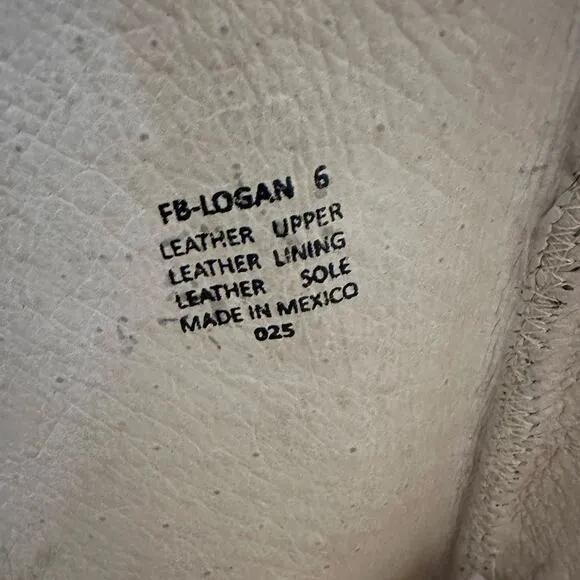 FB-LOGAN 6
LEATHER UPPER
LEATHER LINING
LEATHER SOLE
MADE IN MEXICO
025